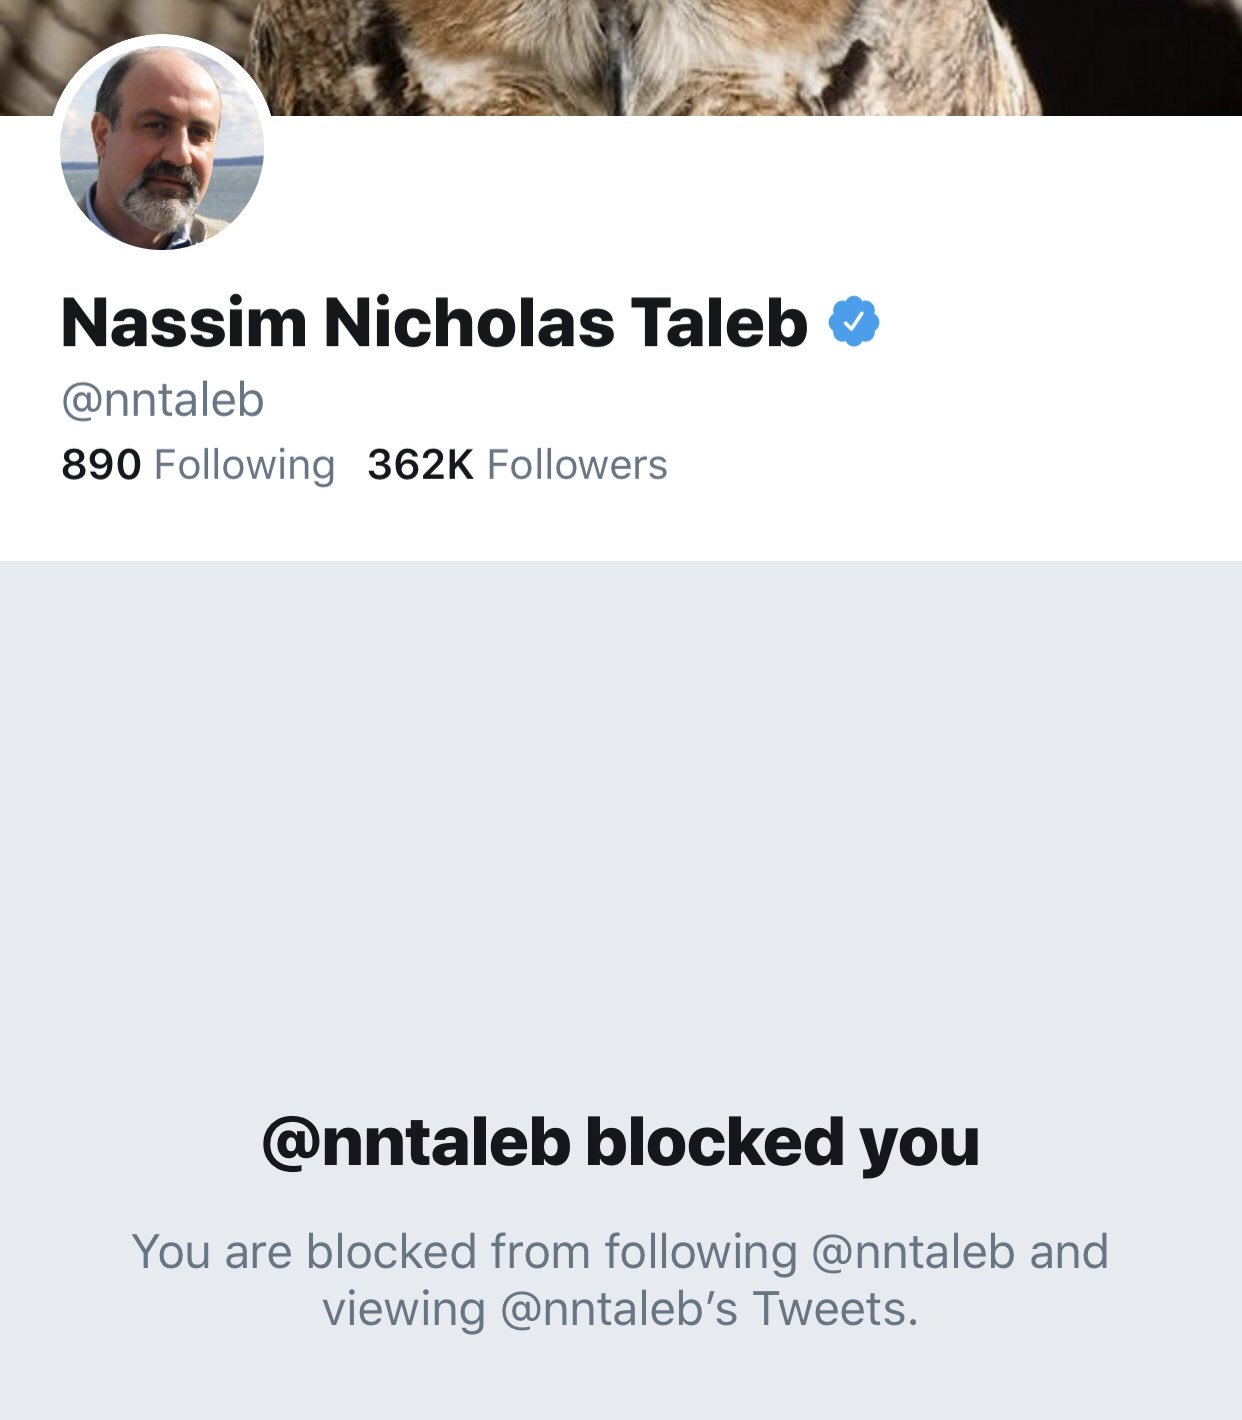 Nassim Nicholas Taleb
@nntaleb
890 Following 362K Followers
@nntaleb blocked you
You are blocked from following @nntaleb and
viewing @nntaleb’s Tweets.